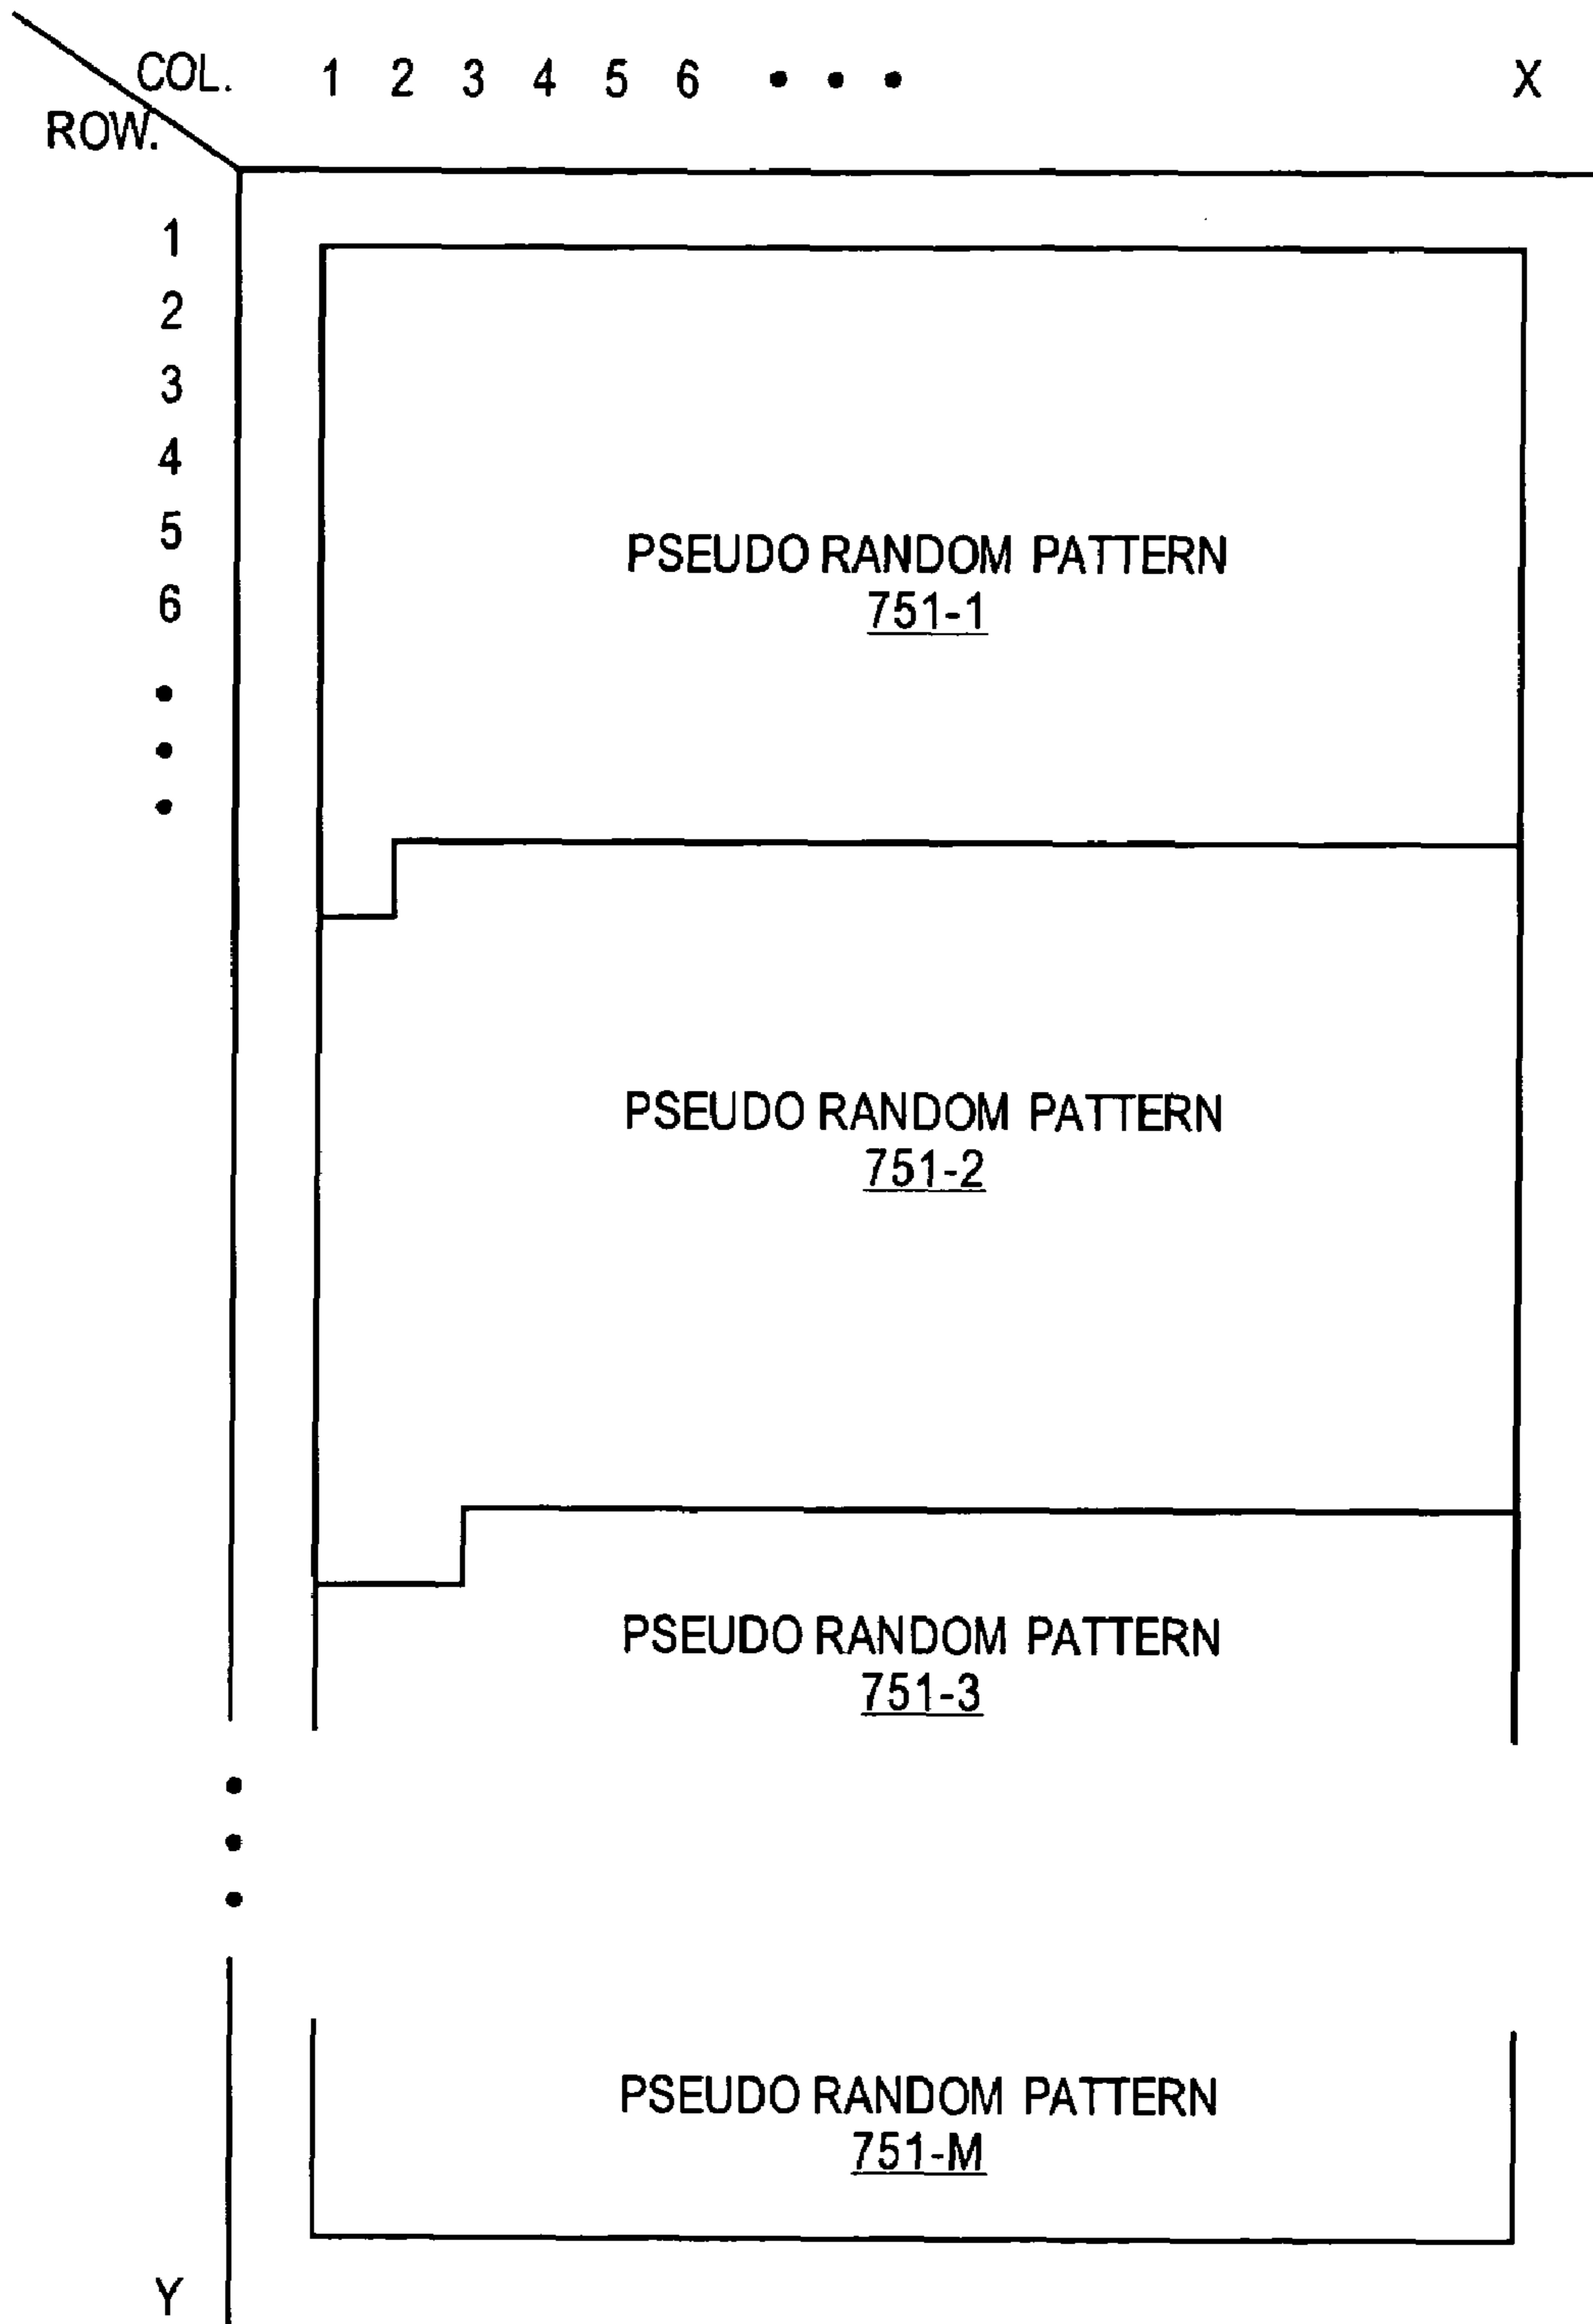 COL. 1 2 3 4 5 6 • • • X
ROW.
1
2
3
4
5
6
•
•
•
PSEUDO RANDOM PATTERN
751-1
PSEUDO RANDOM PATTERN
751-2
PSEUDO RANDOM PATTERN
751-3
•
•
•
PSEUDO RANDOM PATTERN
751-M
Y